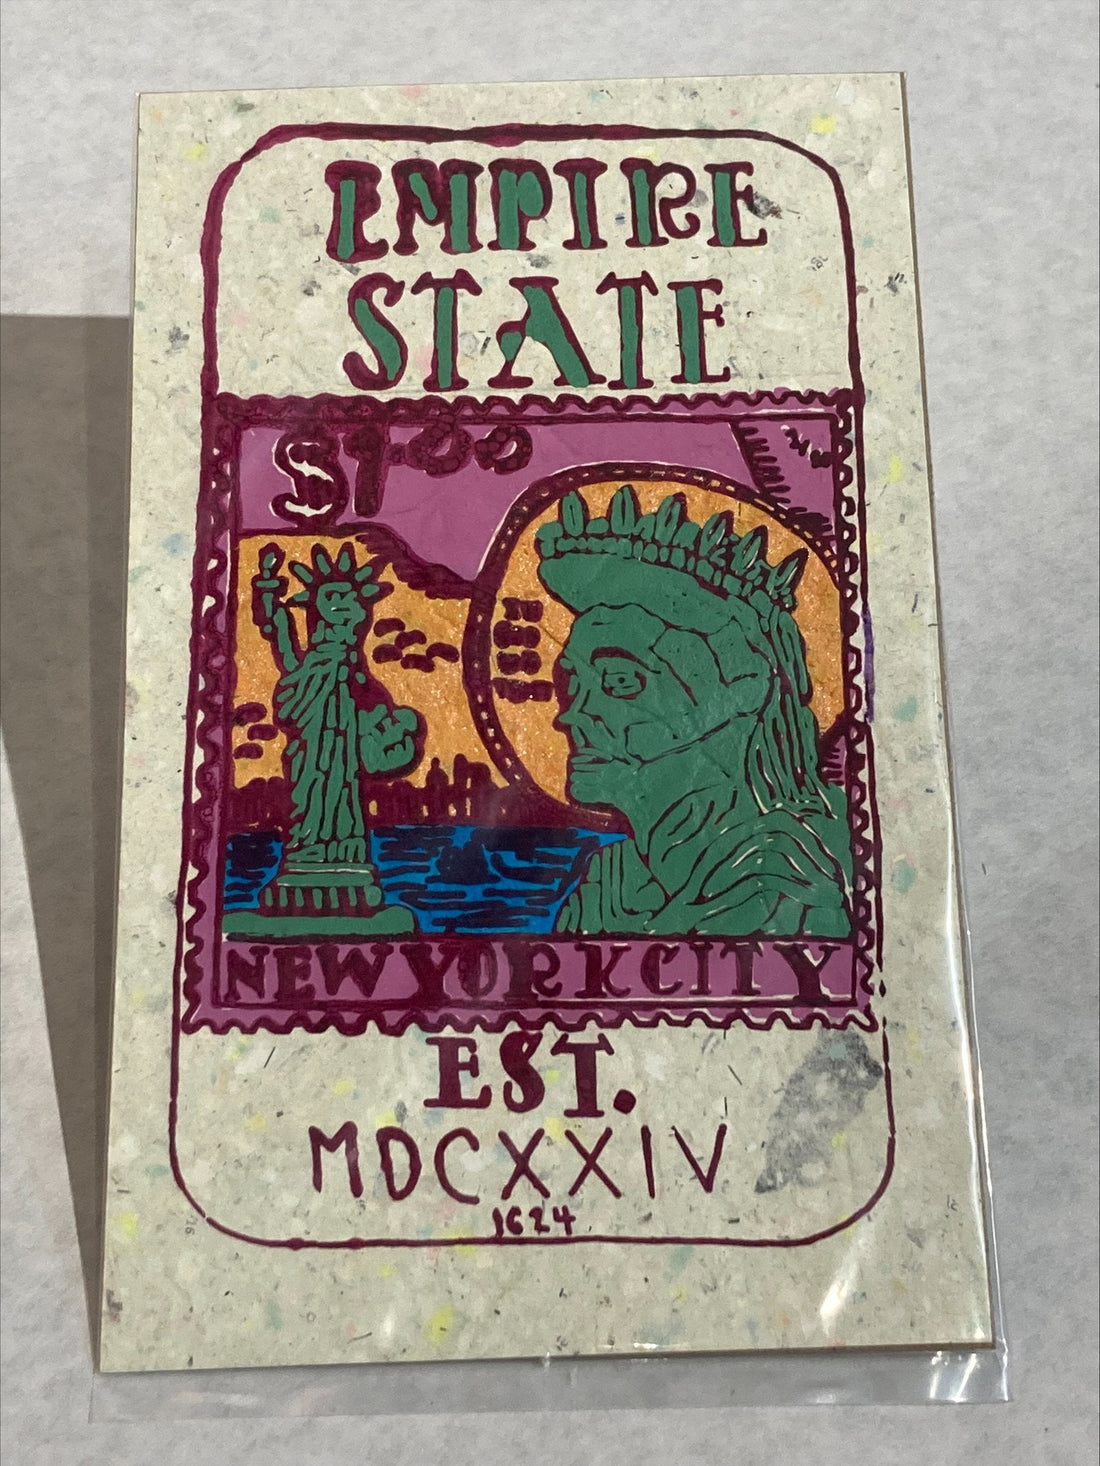 EMPIRE
STATE
$1.00
NEW YORK CITY
EST.
MDCXXIV
1624